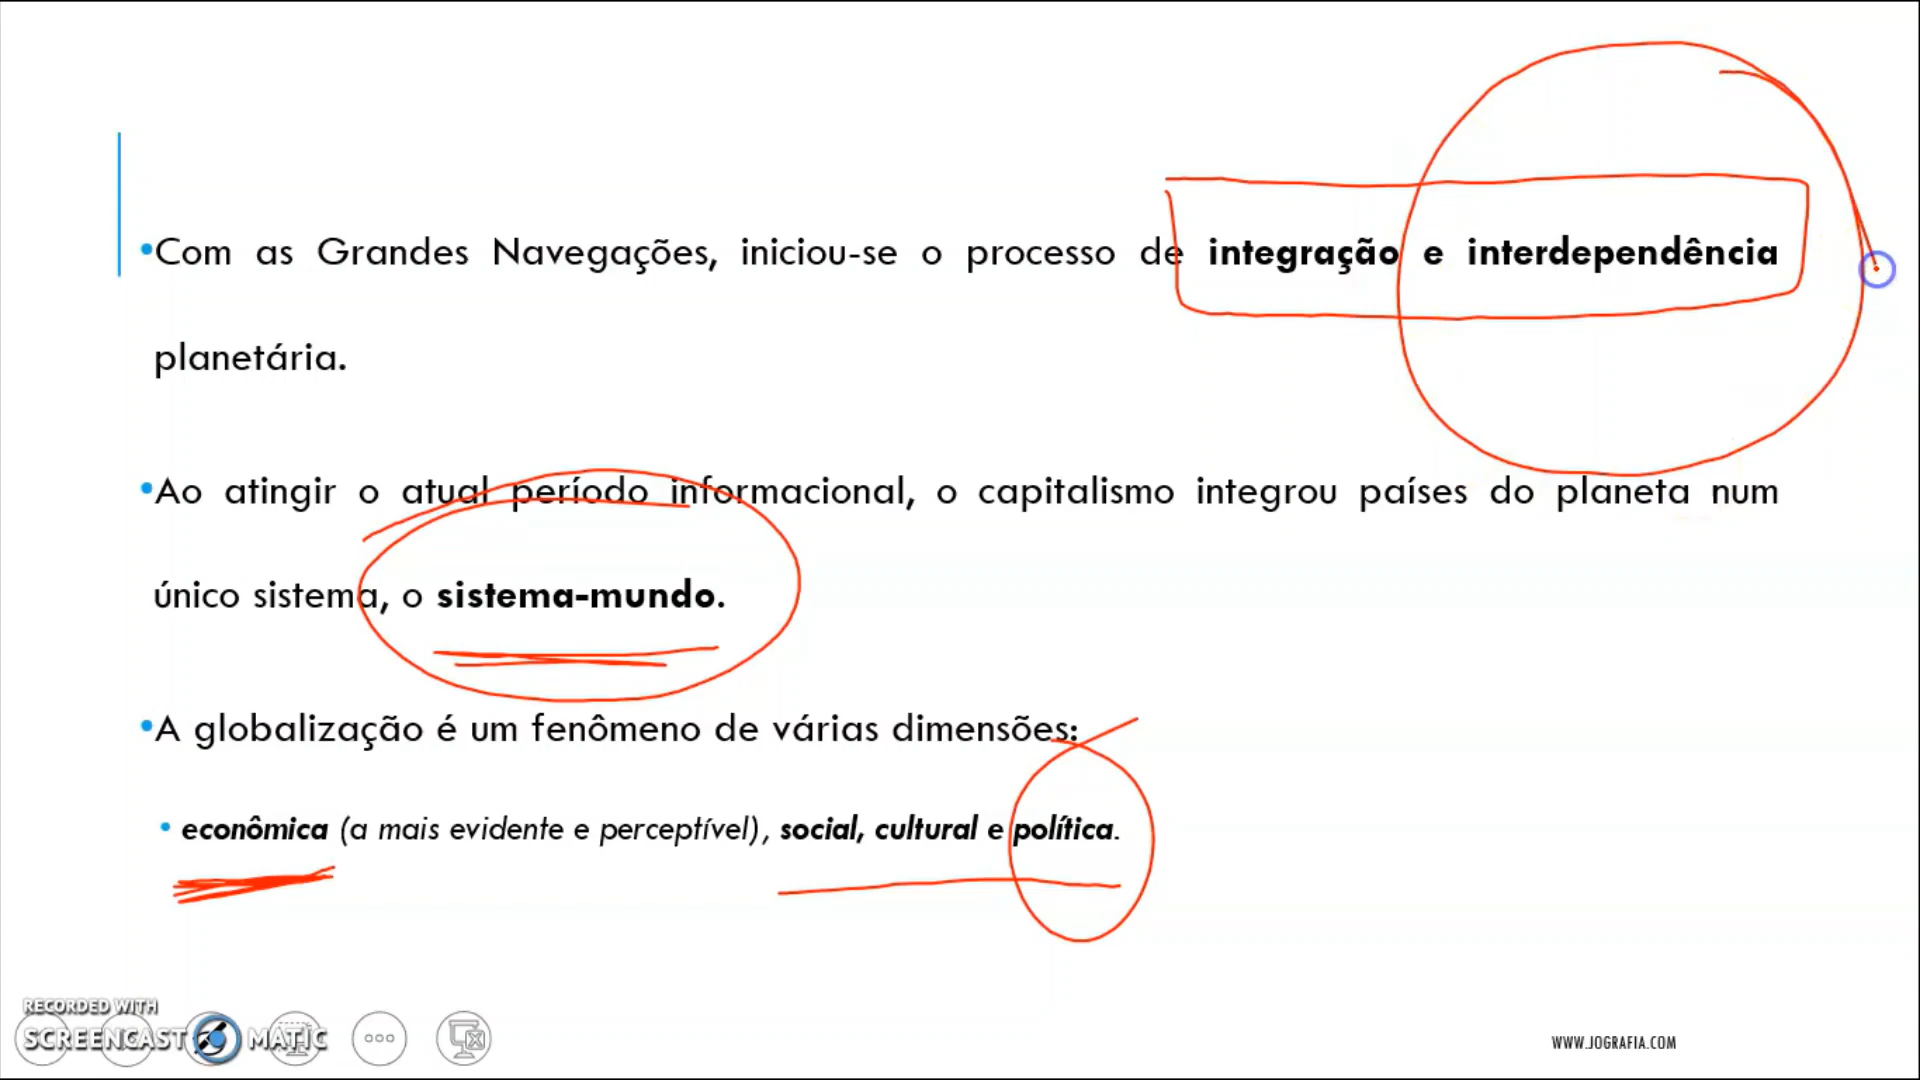 •Com as Grandes Navegações, iniciou-se o processo de integração e interdependência
planetária.
•Ao atingir o atual período informacional, o capitalismo integrou países do planeta num
único sistema, o sistema-mundo.
•A globalização é um fenômeno de várias dimensões:
• econômica (a mais evidente e perceptível), social, cultural e política.
RECORDED WITH
SCREENCAST MATIC
WWW.JOGRAFIA.COM